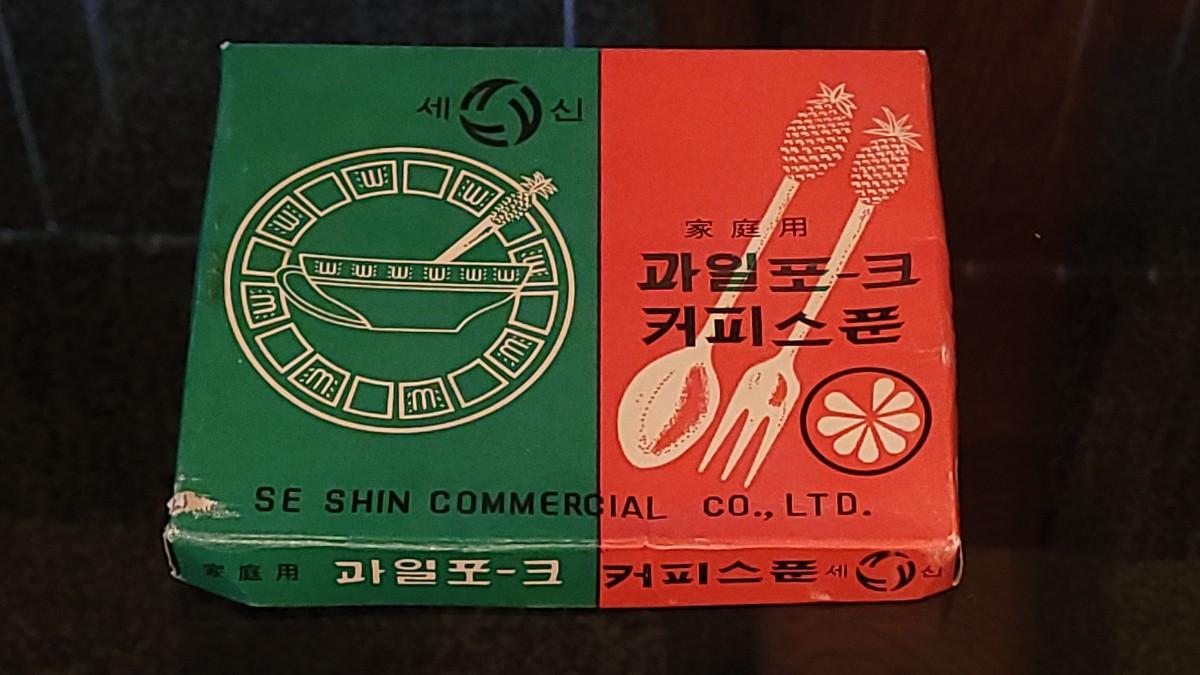 세 신
家庭用
과일포-크
커피스푼
SE SHIN COMMERCIAL CO., LTD.
家庭用 과일포-크 커피스푼 세 신